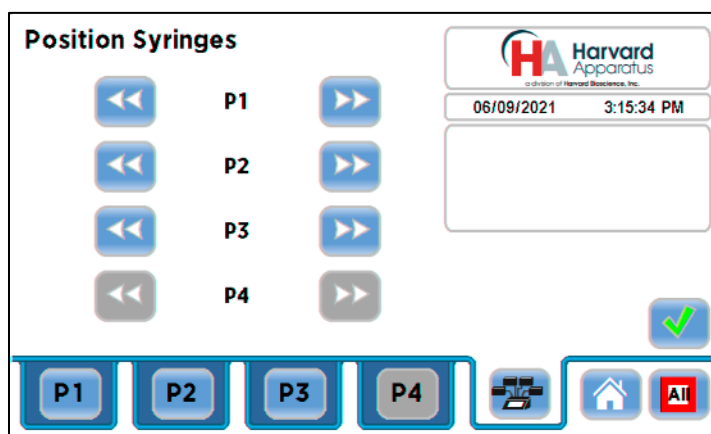 Position Syringes
P1
P2
P3
P4
HA Harvard
Apparatus
a division of Harvard Bioscience, Inc.
06/09/2021 3:15:34 PM
P1 P2 P3 P4 All